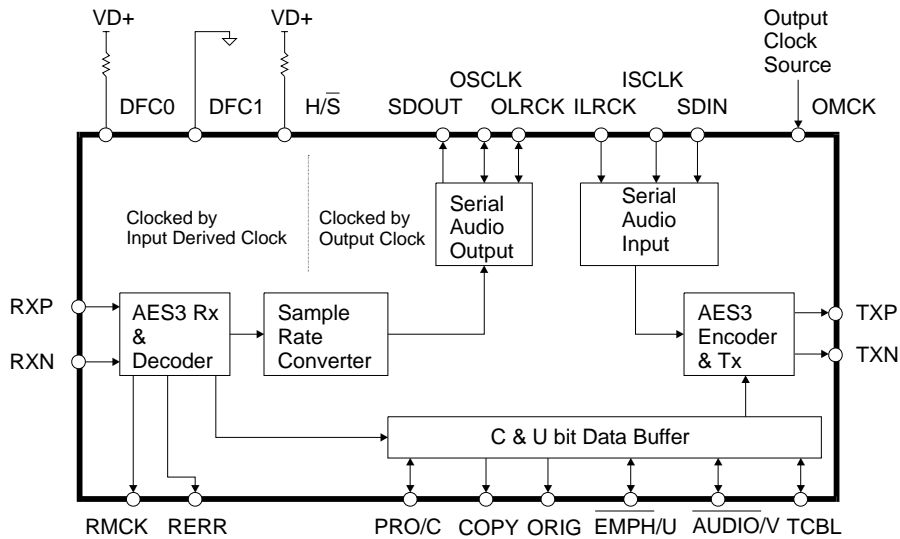 VD+
VD+
Output
Clock
Source
OSCLK
ISCLK
DFC0
DFC1
H/S̅
SDOUT
OLRCK
ILRCK
SDIN
OMCK
Clocked by
Input Derived Clock
Clocked by
Output Clock
Serial
Audio
Output
Serial
Audio
Input
RXP
RXN
AES3 Rx
&
Decoder
Sample
Rate
Converter
AES3
Encoder
& Tx
TXP
TXN
C & U bit Data Buffer
RMCK
RERR
PRO/C
COPY
ORIG
E̅M̅P̅H̅/U
A̅U̅D̅I̅O̅/V
TCBL